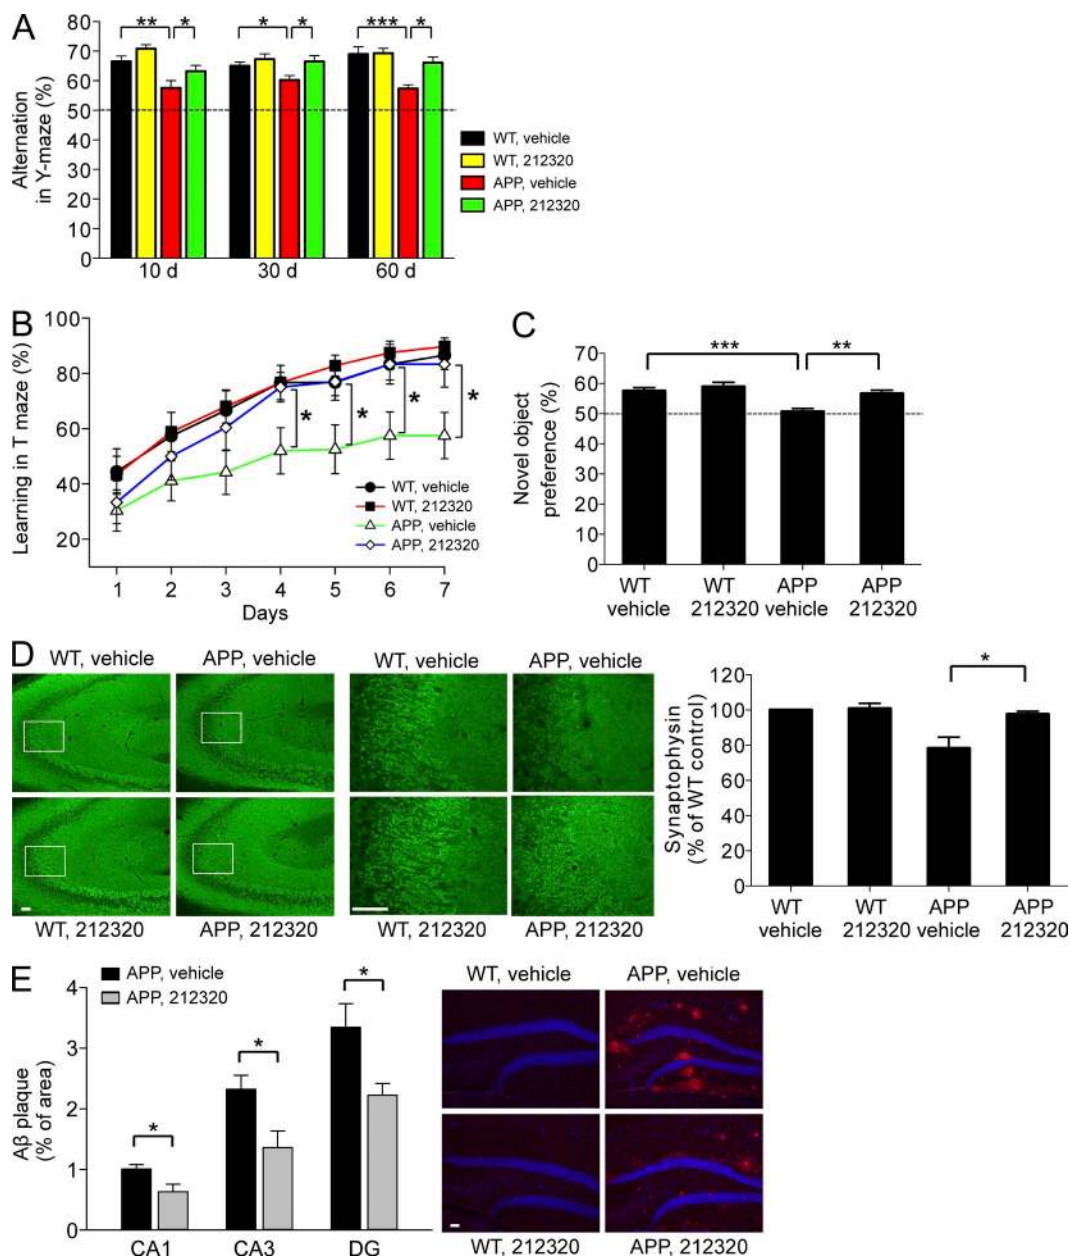 A
Alternation
in Y-maze (%)
80
70
60
50
40
30
20
10
0
** * * * *** *
10 d 30 d 60 d
WT, vehicle
WT, 212320
APP, vehicle
APP, 212320
B
Learning in T maze (%)
100
80
60
40
20
* * * *
WT, vehicle
WT, 212320
APP, vehicle
APP, 212320
1 2 3 4 5 6 7
Days
C
Novel object
preference (%)
70
60
50
40
30
20
10
0
*** **
WT
vehicle
WT
212320
APP
vehicle
APP
212320
D
WT, vehicle APP, vehicle WT, vehicle APP, vehicle
WT, 212320 APP, 212320 WT, 212320 APP, 212320
Synaptophysin
(% of WT control)
120
100
80
60
40
20
0
*
WT
vehicle
WT
212320
APP
vehicle
APP
212320
E
APP, vehicle
APP, 212320
Aβ plaque
(% of area)
4
3
2
1
0
* * *
CA1 CA3 DG
WT, vehicle APP, vehicle
WT, 212320 APP, 212320